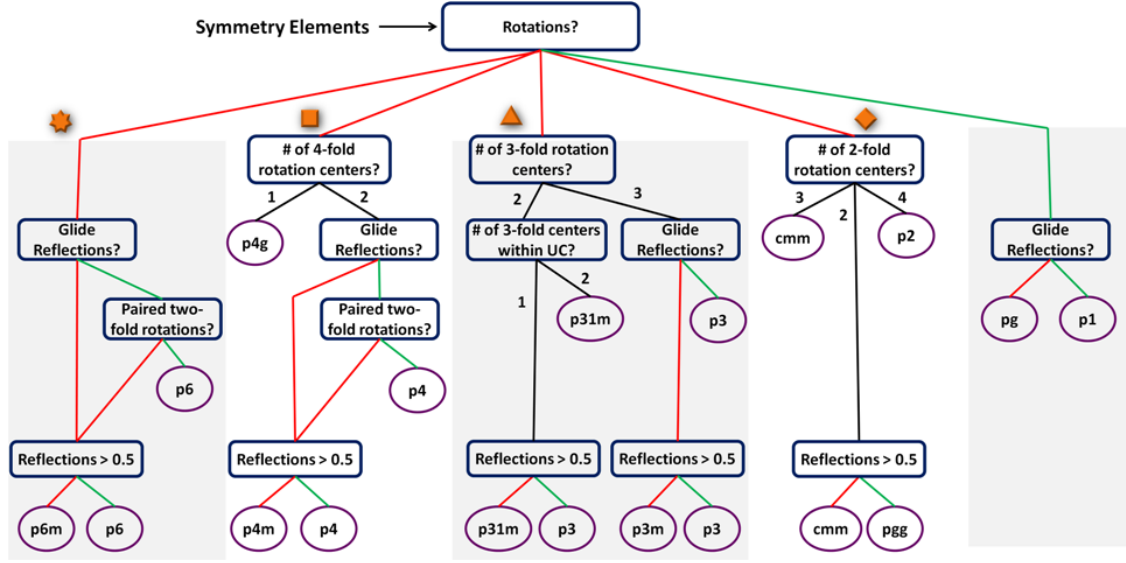 Symmetry Elements
Rotations?
# of 4-fold
rotation centers?
# of 3-fold rotation
centers?
# of 2-fold
rotation centers?
1
2
2
3
3
2
4
Glide
Reflections?
p4g
Glide
Reflections?
# of 3-fold centers
within UC?
Glide
Reflections?
cmm
p2
Glide
Reflections?
Paired two-
fold rotations?
Paired two-
fold rotations?
1
2
p31m
p3
pg
p1
p6
p4
Reflections > 0.5
Reflections > 0.5
Reflections > 0.5
Reflections > 0.5
Reflections > 0.5
p6m
p6
p4m
p4
p31m
p3
p3m
p3
cmm
pgg